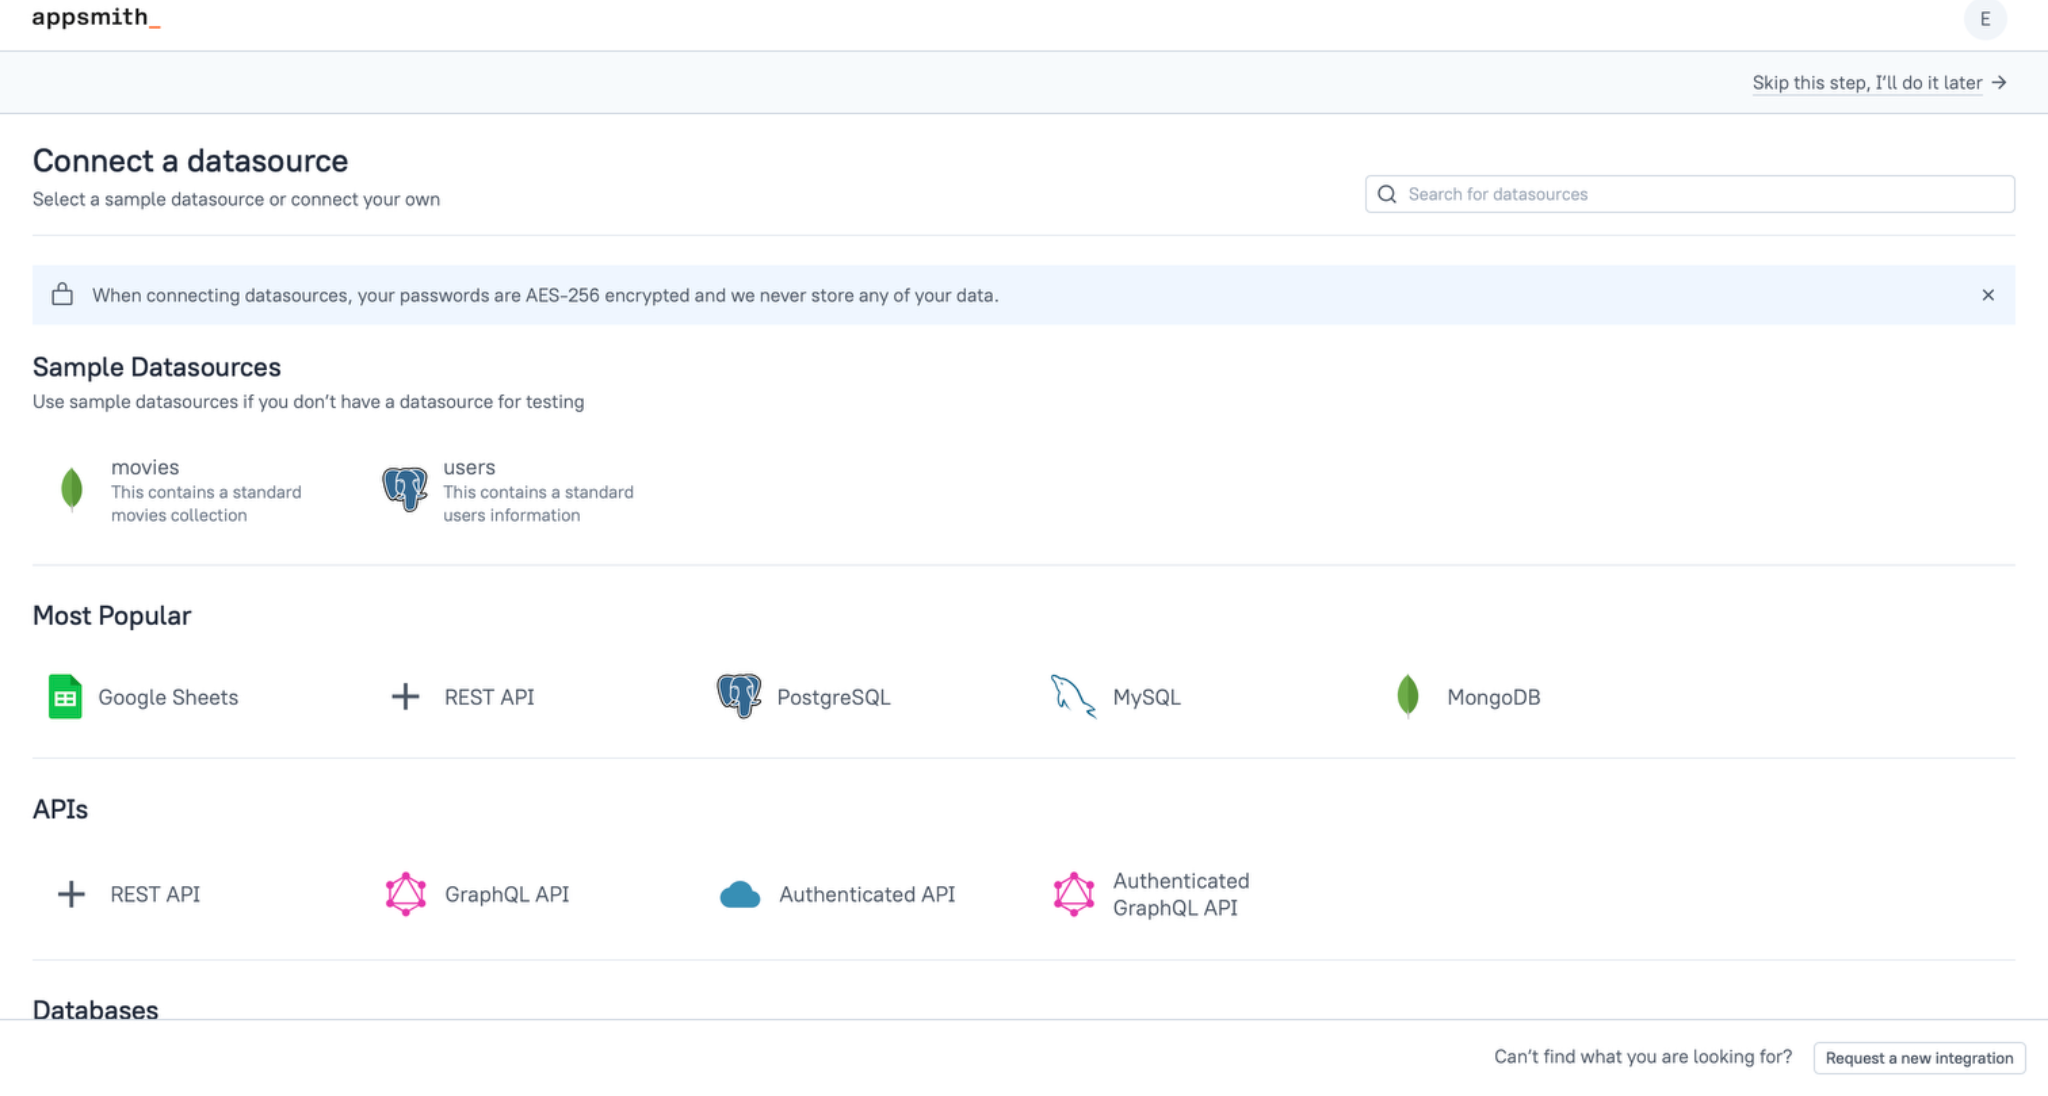 appsmith_
E
Skip this step, I'll do it later →
Connect a datasource
Select a sample datasource or connect your own
Search for datasources
When connecting datasources, your passwords are AES-256 encrypted and we never store any of your data.
Sample Datasources
Use sample datasources if you don't have a datasource for testing
movies
This contains a standard
movies collection
users
This contains a standard
users information
Most Popular
Google Sheets
REST API
PostgreSQL
MySQL
MongoDB
APIs
REST API
GraphQL API
Authenticated API
Authenticated
GraphQL API
Databases
Can't find what you are looking for?
Request a new integration